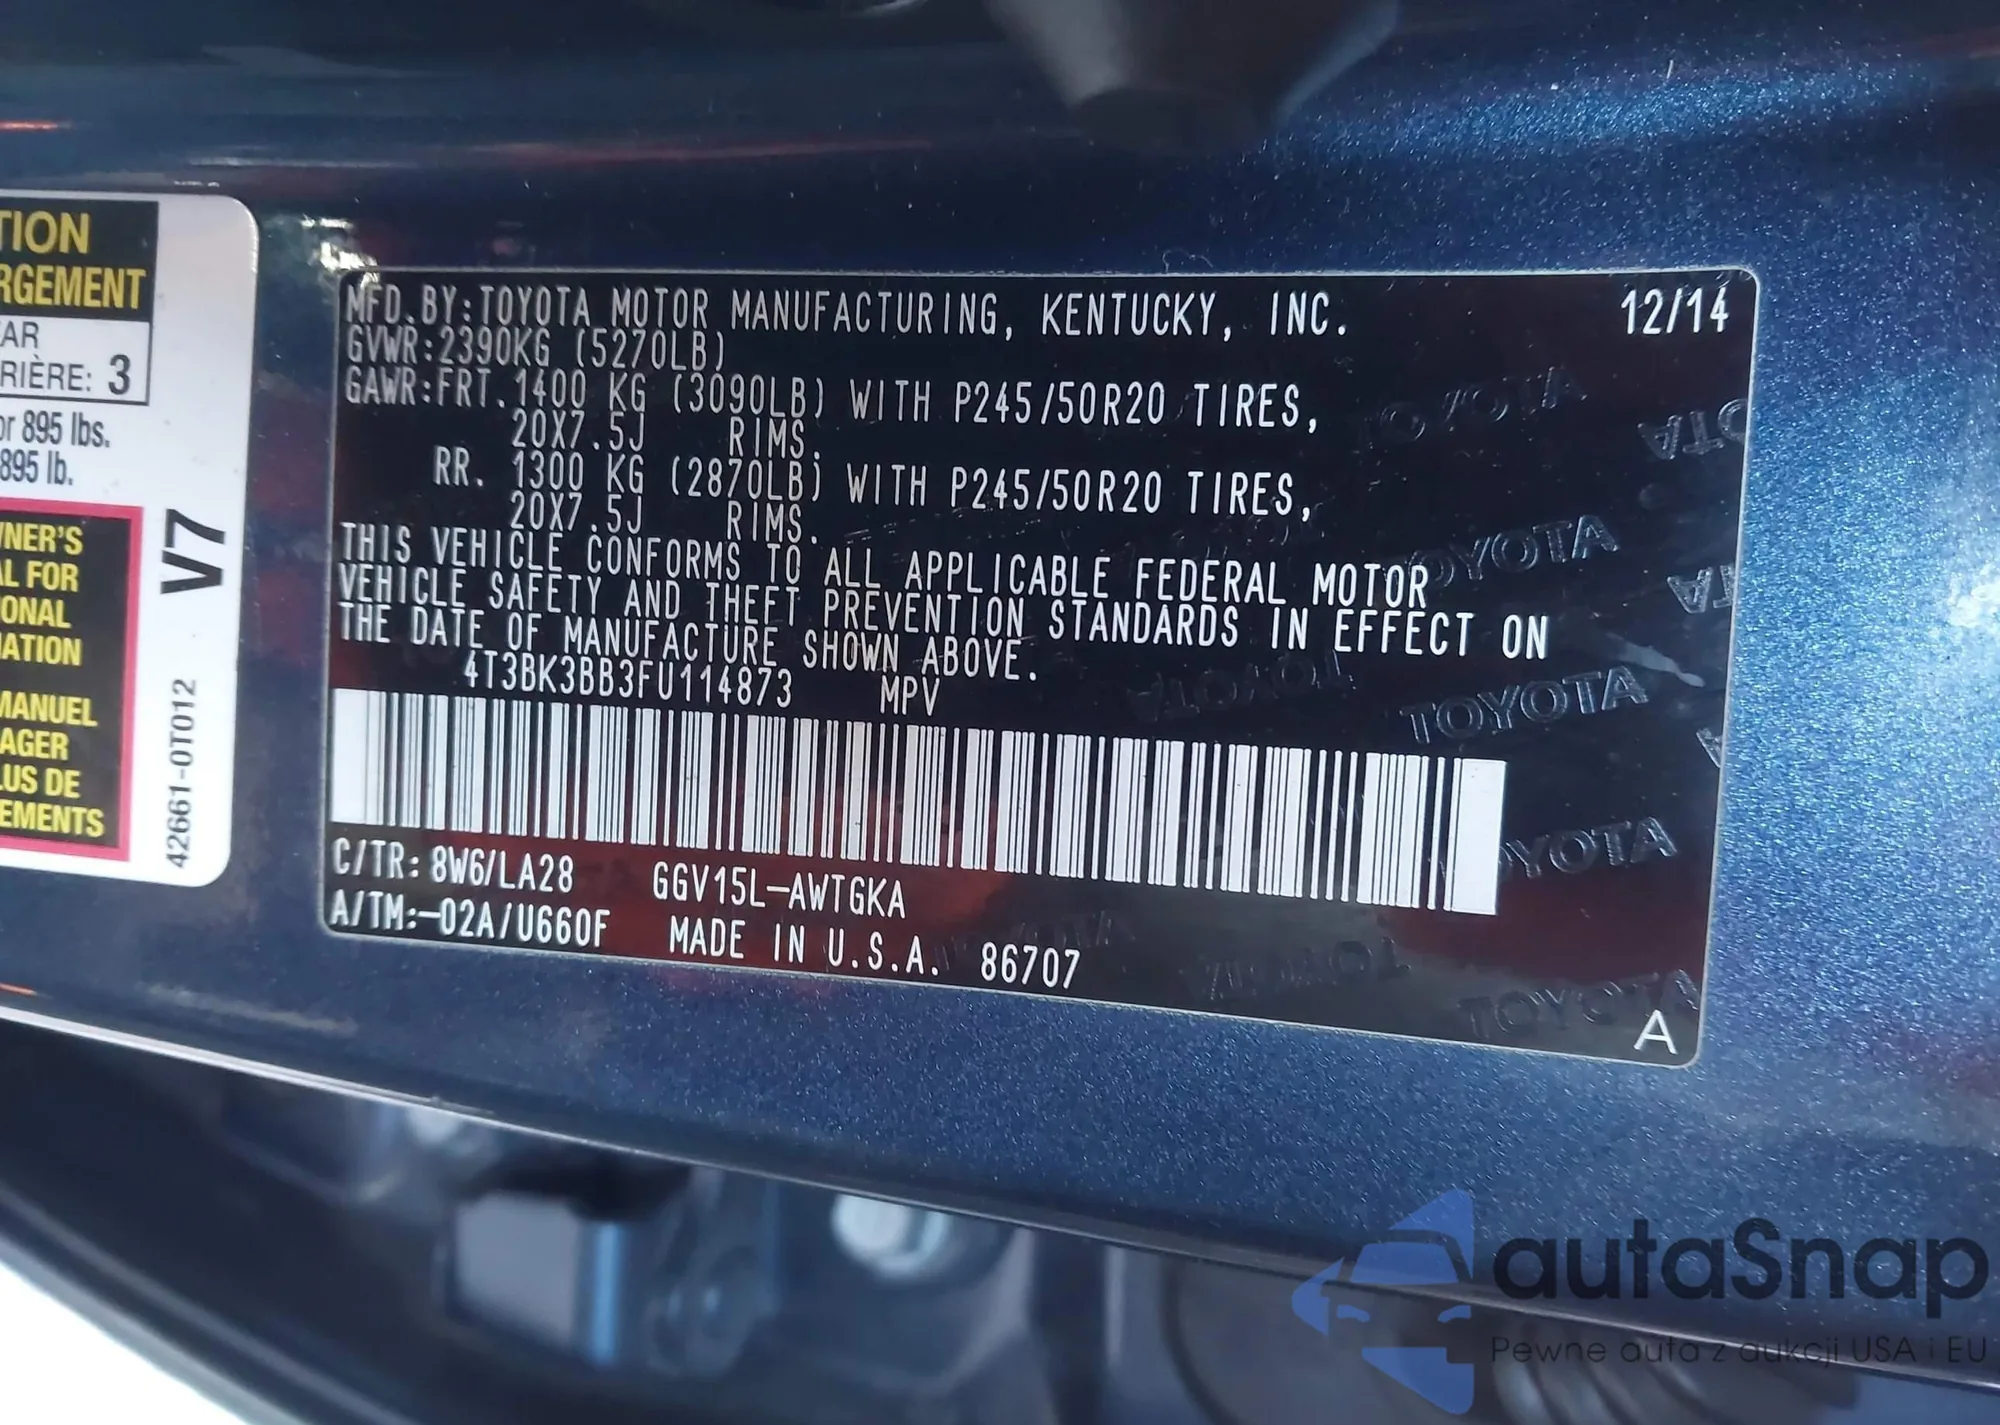 TION
RGEMENT
AR
RIÈRE: 3
or 895 lbs.
895 lb.
WNER'S
AL FOR
IONAL
MATION
MANUEL
AGER
LUS DE
EMENTS
V7
42661-0T012
MFD.BY:TOYOTA MOTOR MANUFACTURING, KENTUCKY, INC. 12/14
GVWR:2390KG (5270LB)
GAWR:FRT.1400 KG (3090LB) WITH P245/50R20 TIRES,
20X7.5J RIMS.
RR. 1300 KG (2870LB) WITH P245/50R20 TIRES,
20X7.5J RIMS.
THIS VEHICLE CONFORMS TO ALL APPLICABLE FEDERAL MOTOR
VEHICLE SAFETY AND THEFT PREVENTION STANDARDS IN EFFECT ON
THE DATE OF MANUFACTURE SHOWN ABOVE.
4T3BK3BB3FU114873 MPV
C/TR: 8W6/LA28 GGV15L-AWTGKA
A/TM:-02A/U660F MADE IN U.S.A. 86707
A
TOYOTA
TOYOTA
TOYOTA
TOYOTA
autaSnap
Pewne auta z aukcji USA i EU